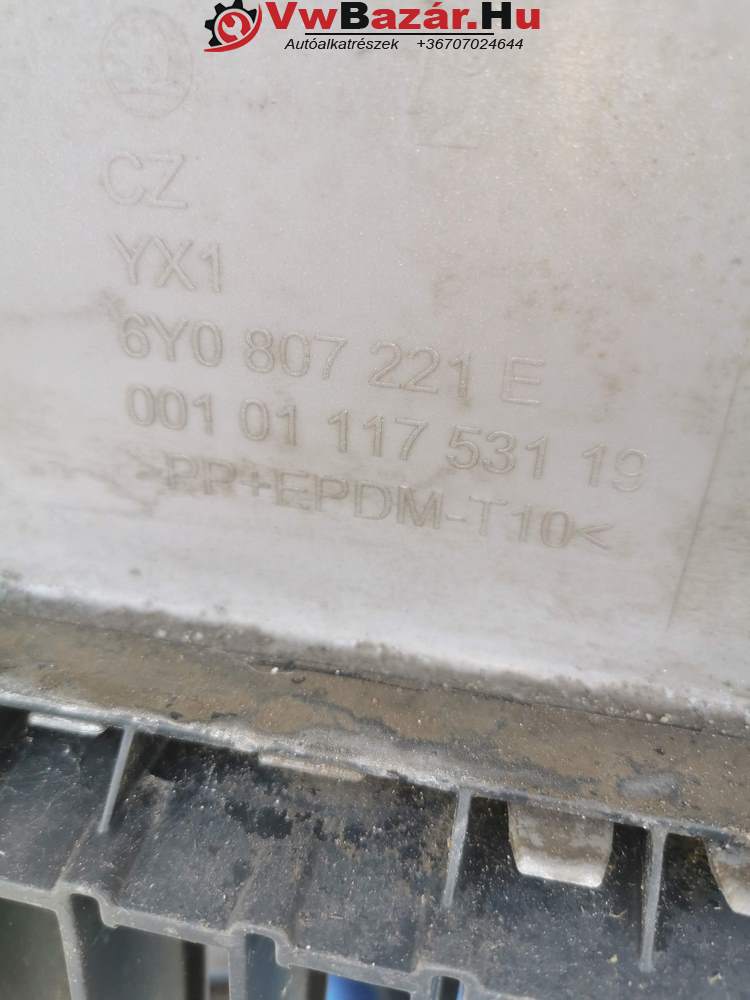 VwBazár.Hu
Autóalkatrészek +36707024644
CZ
YX1
6Y0 807 221 E
001 01 117 531 19
>PP+EPDM-T10<